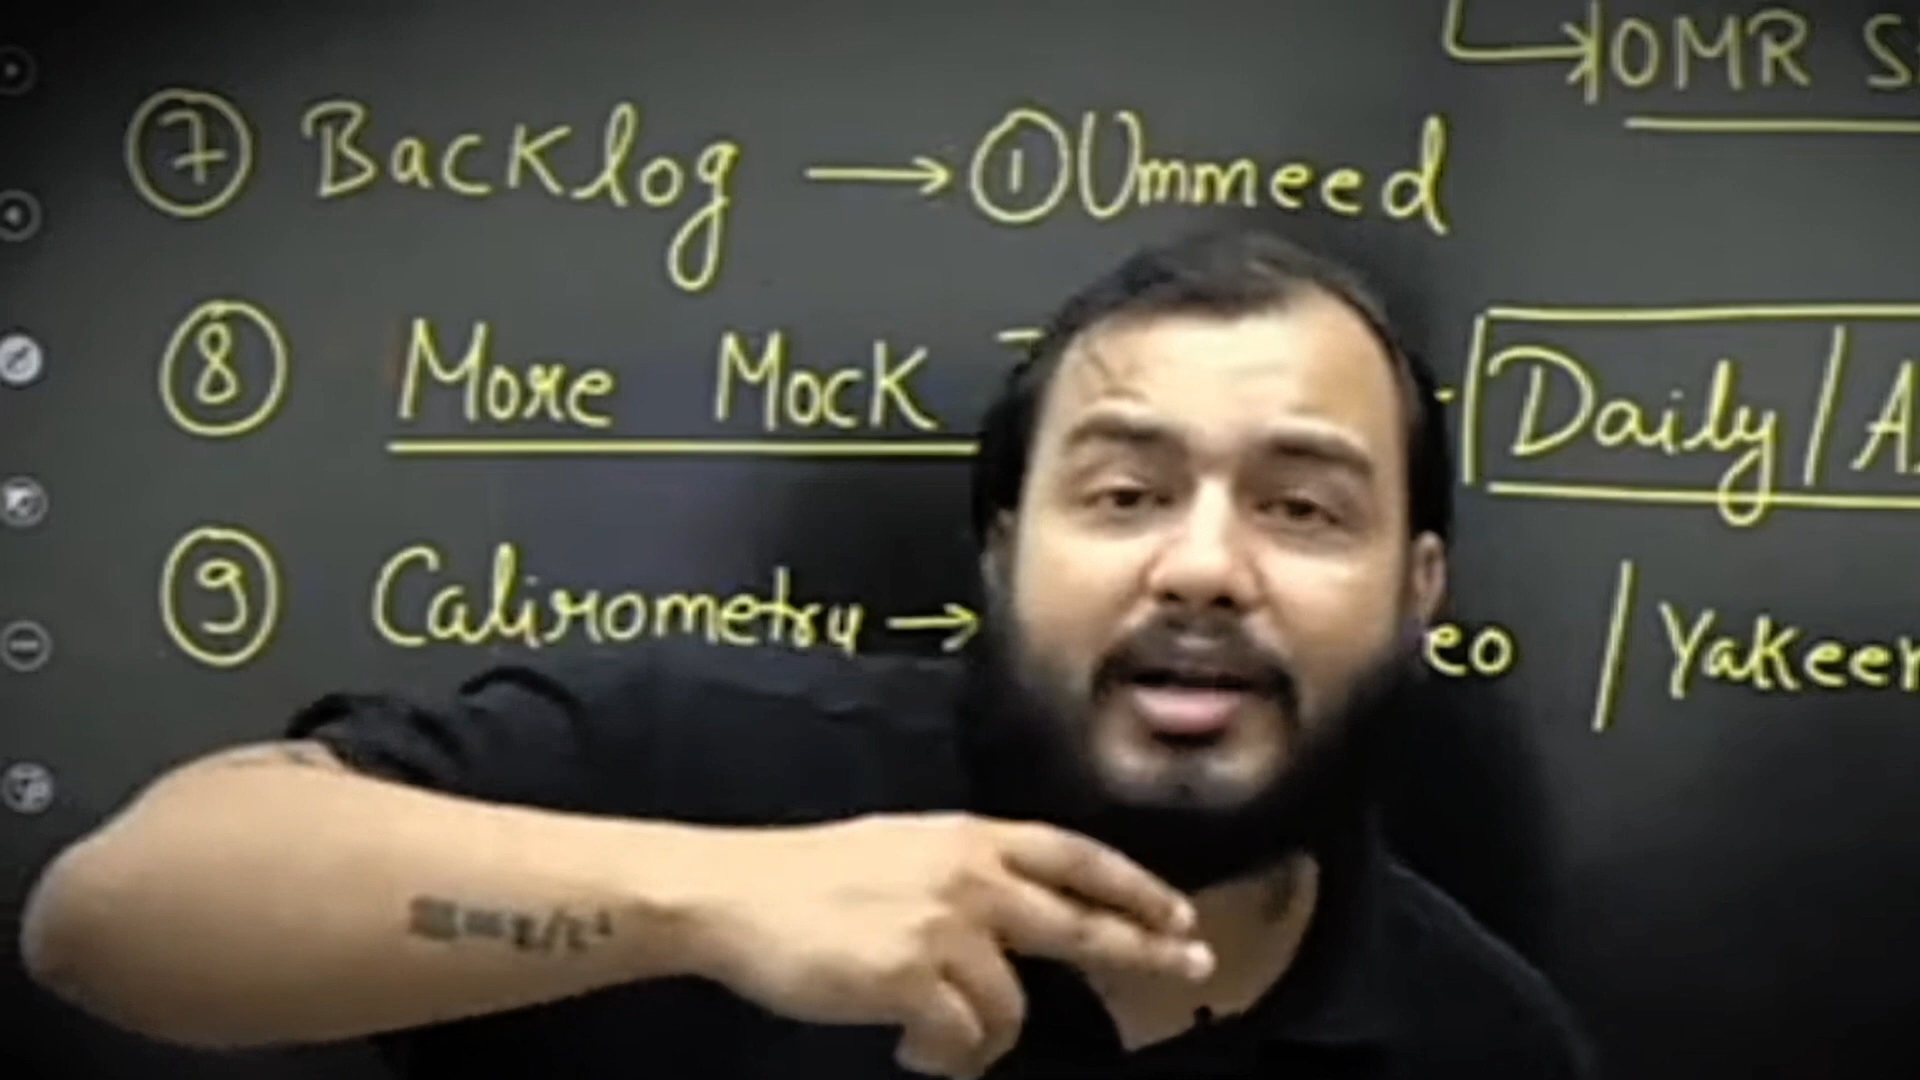 OMR
⑦ Backlog → ① Ummeed
⑧ More Mock Daily /
⑨ Calirometry → eo / Yakeen